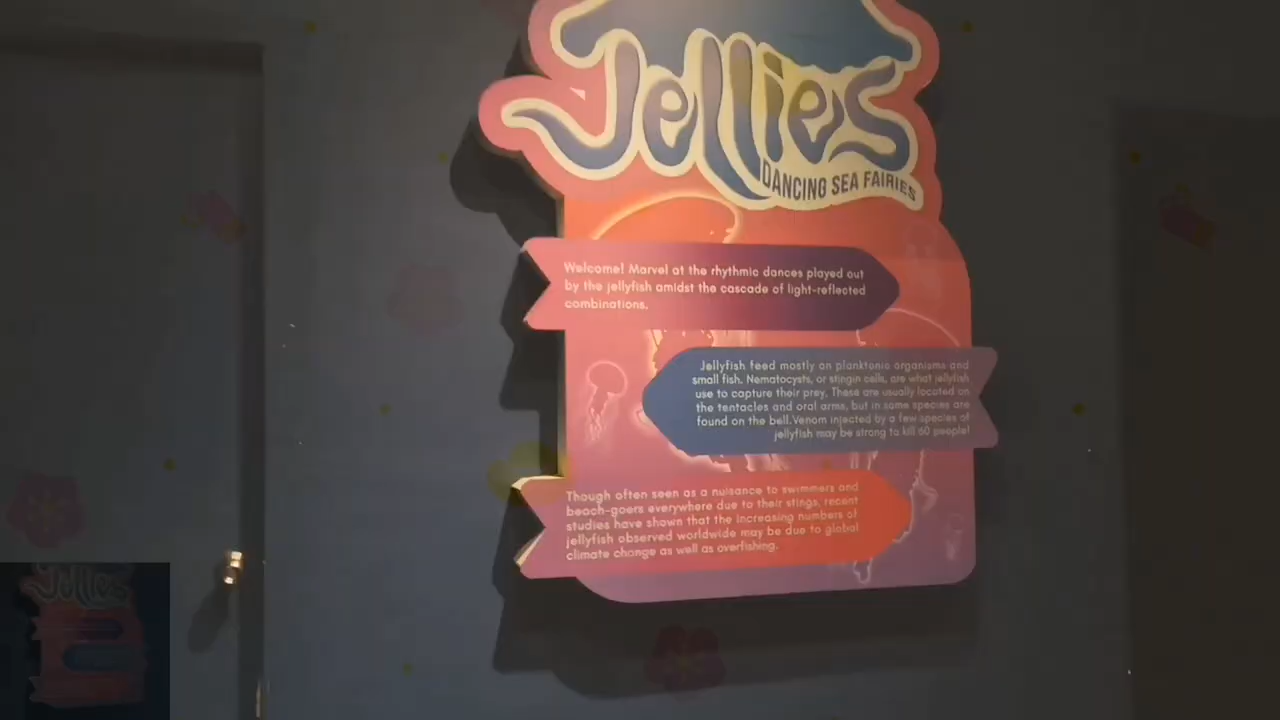 Jellies
DANCING SEA FAIRIES
Welcome! Marvel at the rhythmic dances played out
by the jellyfish amidst the cascade of light-reflected
combinations.
Jellyfish feed mostly on planktonic organisms and
small fish. Nematocysts, or stingin cells, are what jellyfish
use to capture their prey. These are usually located on
the tentacles and oral arms, but in some species are
found on the bell.Venom injected by a few species of
jellyfish may be strong to kill 60 people!
Though often seen as a nuisance to swimmers and
beach-goers everywhere due to their stings, recent
studies have shown that the increasing numbers of
jellyfish observed worldwide may be due to global
climate change as well as overfishing.
Jellies